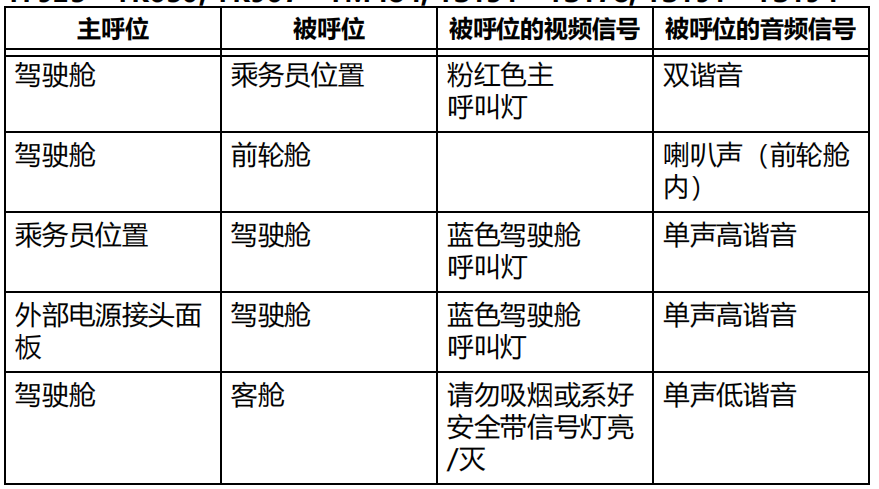 主呼位 被呼位 被呼位的视频信号 被呼位的音频信号
驾驶舱 乘务员位置 粉红色主 双谐音
呼叫灯
驾驶舱 前轮舱 喇叭声（前轮舱
内）
乘务员位置 驾驶舱 蓝色驾驶舱 单声高谐音
呼叫灯
外部电源接头面 驾驶舱 蓝色驾驶舱 单声高谐音
板 呼叫灯
驾驶舱 客舱 请勿吸烟或系好 单声低谐音
安全带信号灯亮
/灭